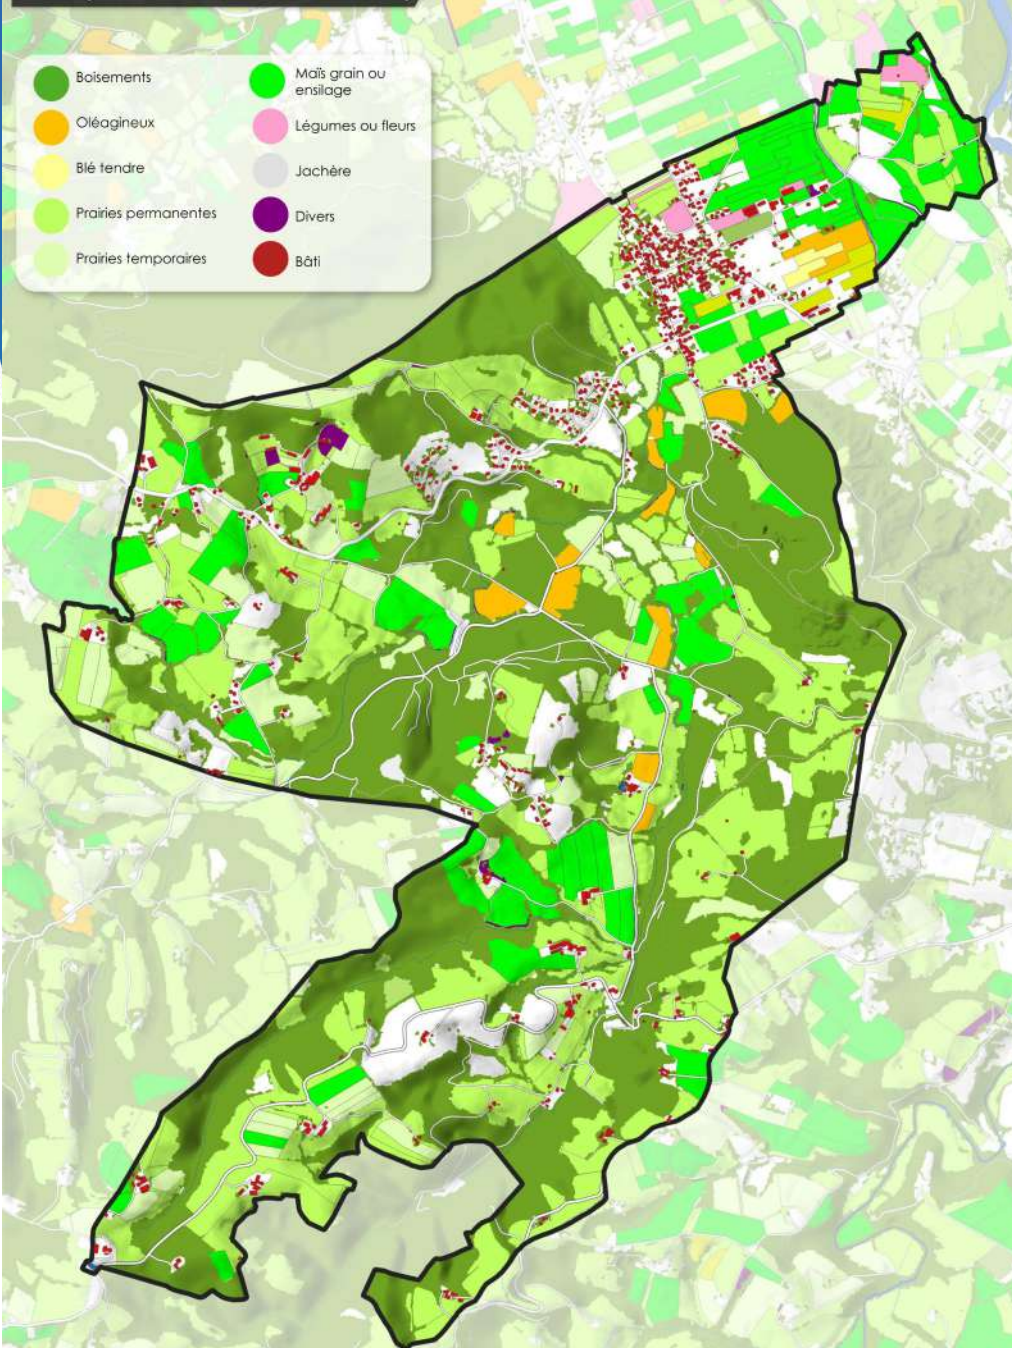 Boisements
Oléagineux
Blé tendre
Prairies permanentes
Prairies temporaires
Maïs grain ou
ensilage
Légumes ou fleurs
Jachère
Divers
Bâti